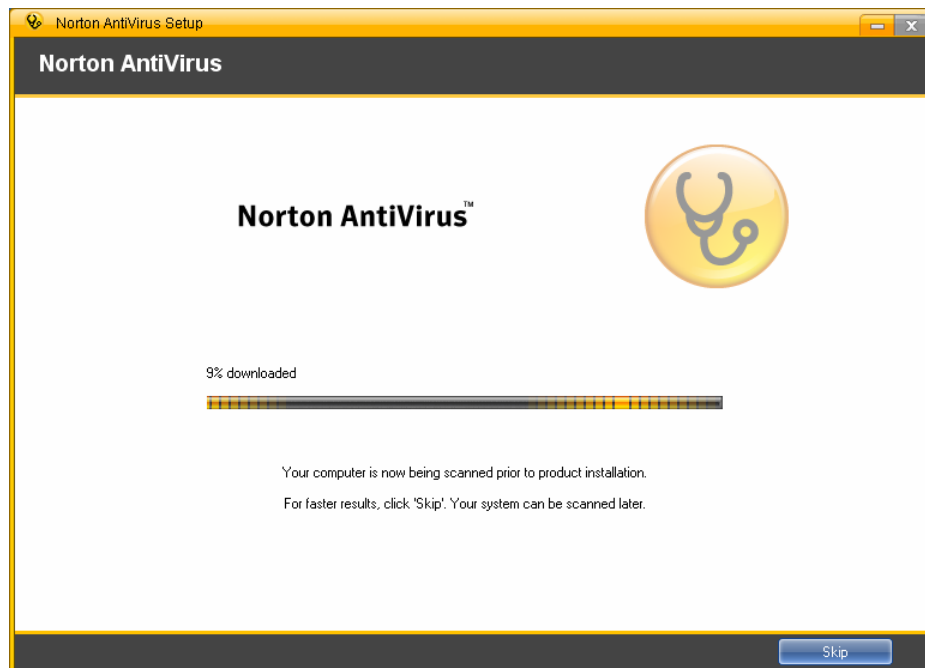 Norton AntiVirus Setup
Norton AntiVirus
Norton AntiVirus™
9% downloaded
Your computer is now being scanned prior to product installation.
For faster results, click 'Skip'. Your system can be scanned later.
Skip